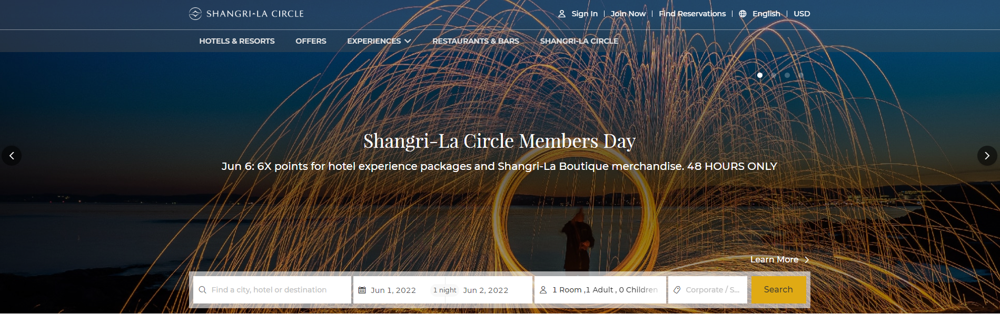 SHANGRI-LA CIRCLE
Sign In | Join Now | Find Reservations | English | USD
HOTELS & RESORTS OFFERS EXPERIENCES RESTAURANTS & BARS SHANGRI-LA CIRCLE
Shangri-La Circle Members Day
Jun 6: 6X points for hotel experience packages and Shangri-La Boutique merchandise. 48 HOURS ONLY
Learn More
Find a city, hotel or destination Jun 1, 2022 1 night Jun 2, 2022 1 Room ,1 Adult , 0 Children Corporate / S... Search